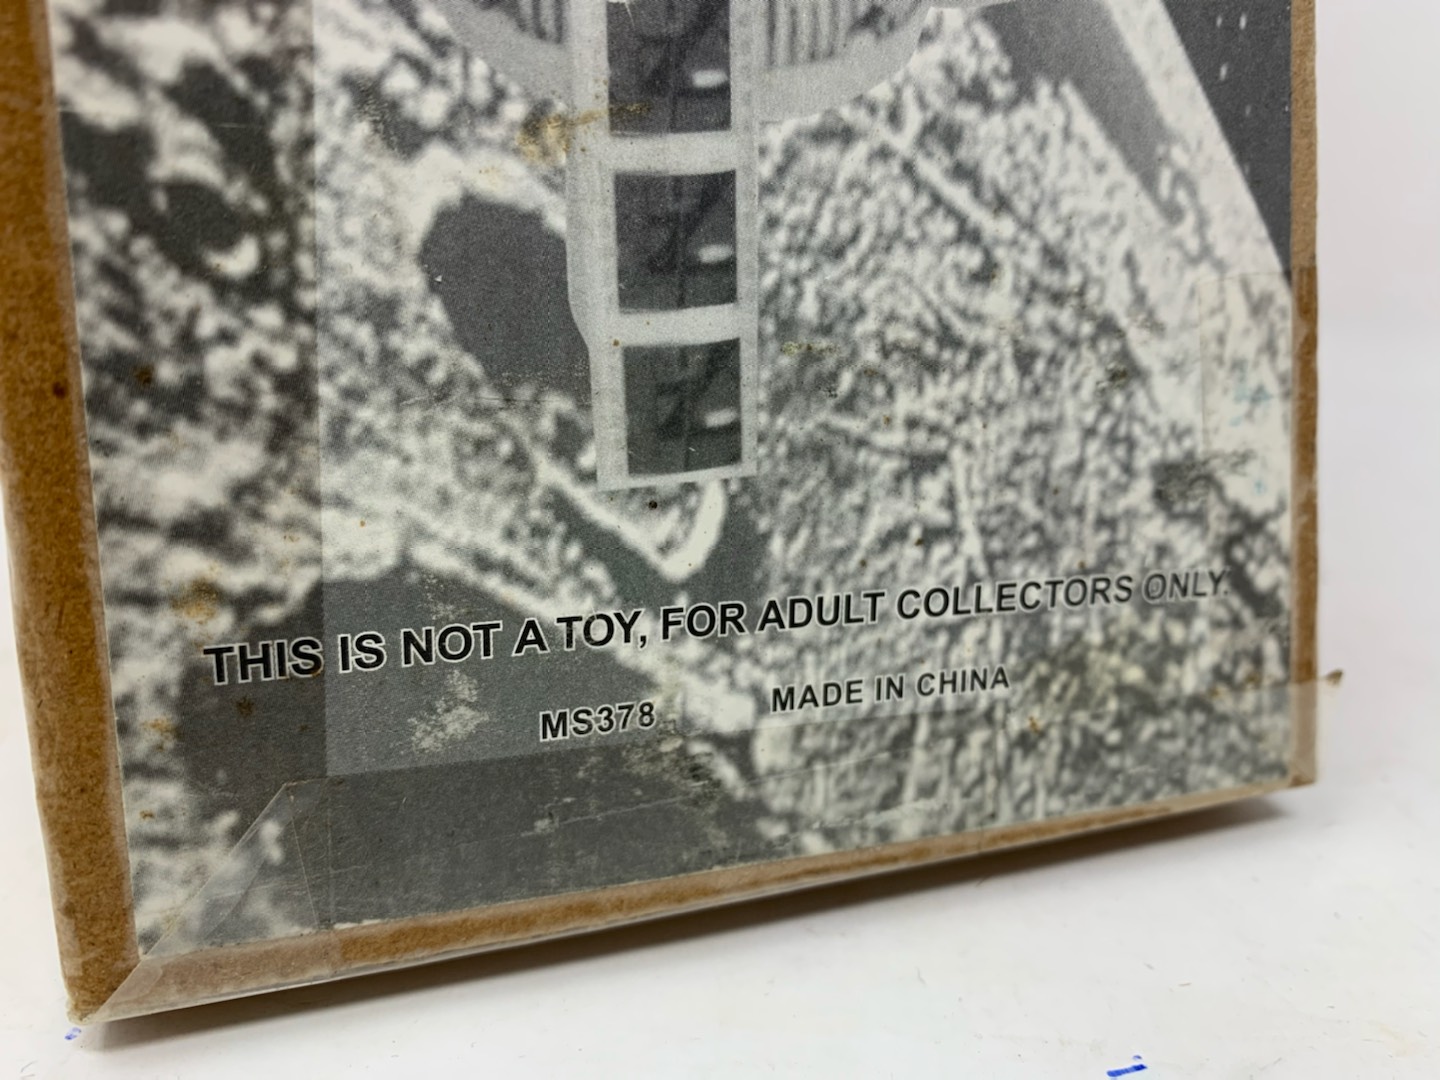 THIS IS NOT A TOY, FOR ADULT COLLECTORS ONLY.
MS378 MADE IN CHINA